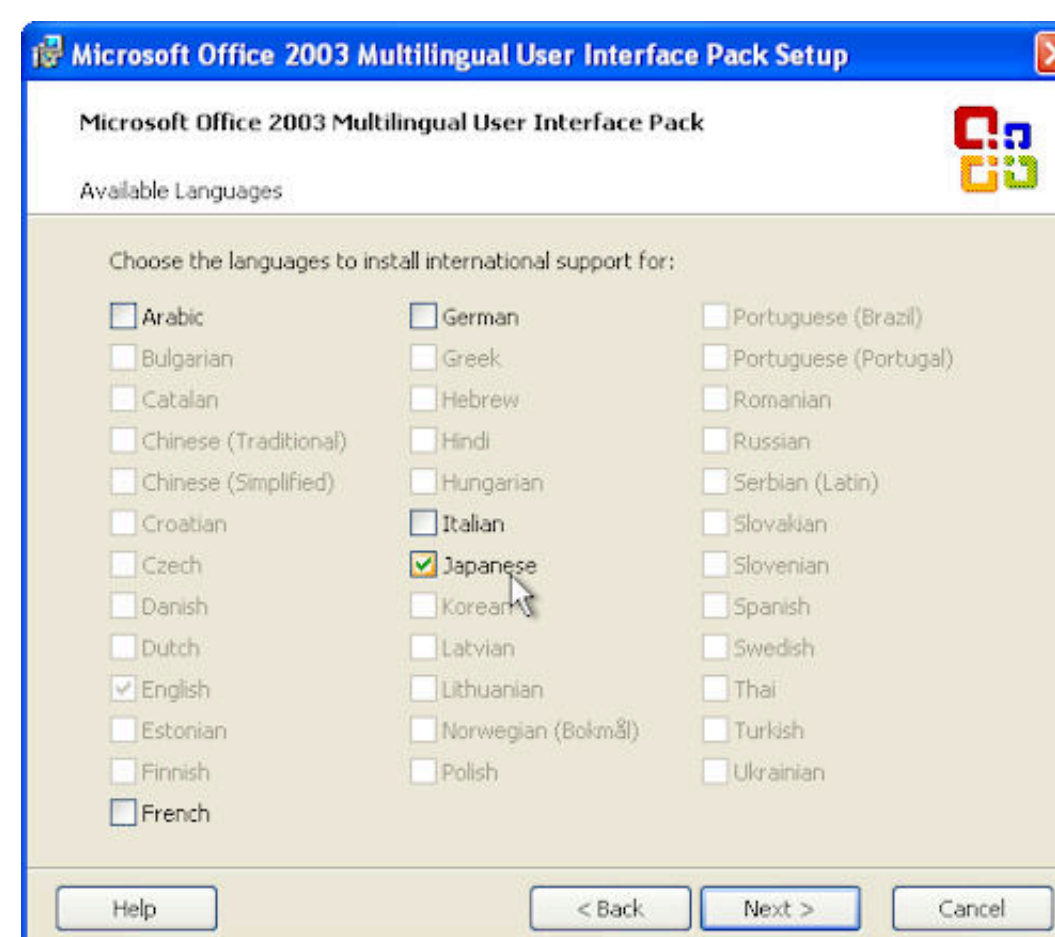 Microsoft Office 2003 Multilingual User Interface Pack Setup
Microsoft Office 2003 Multilingual User Interface Pack
Available Languages
Choose the languages to install international support for:
Arabic
Bulgarian
Catalan
Chinese (Traditional)
Chinese (Simplified)
Croatian
Czech
Danish
Dutch
English
Estonian
Finnish
French
German
Greek
Hebrew
Hindi
Hungarian
Italian
Japanese
Korean
Latvian
Lithuanian
Norwegian (Bokmål)
Polish
Portuguese (Brazil)
Portuguese (Portugal)
Romanian
Russian
Serbian (Latin)
Slovakian
Slovenian
Spanish
Swedish
Thai
Turkish
Ukrainian
Help
< Back
Next >
Cancel